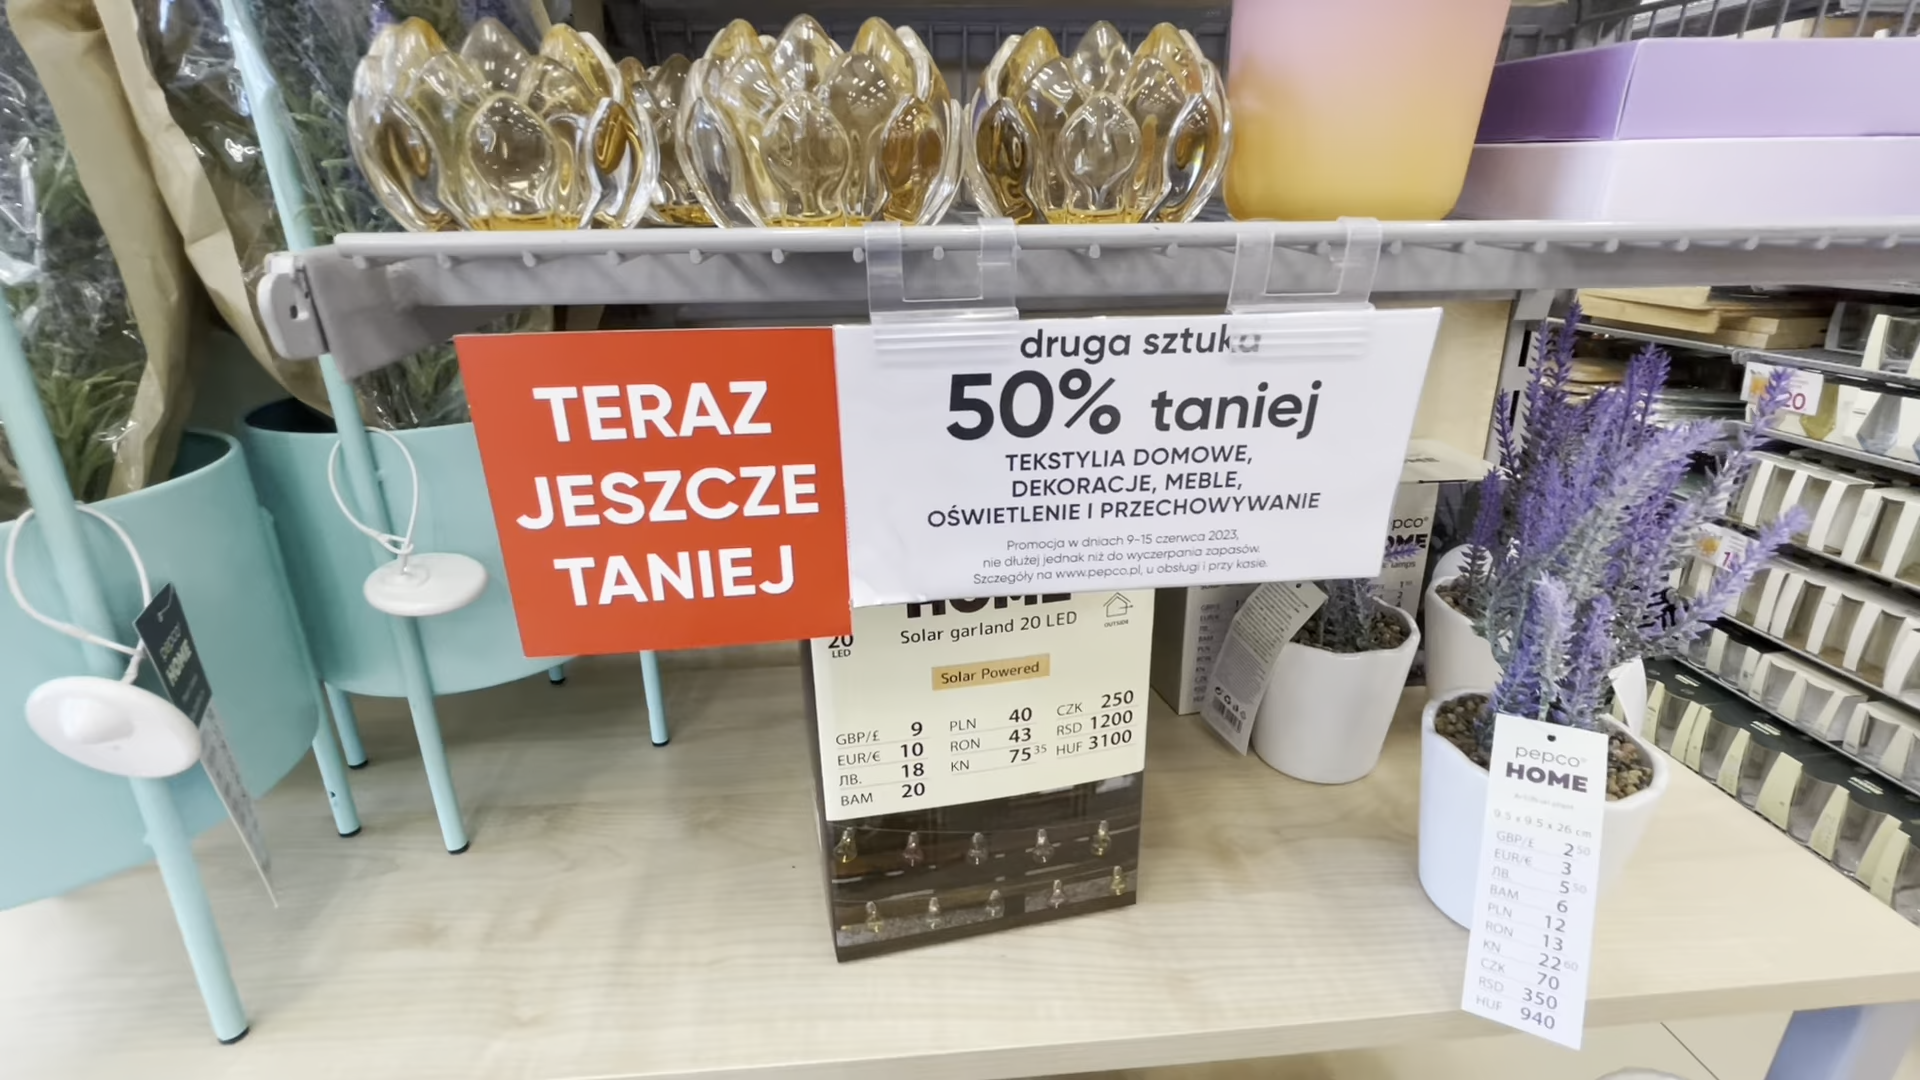 TERAZ
JESZCZE
TANIEJ
druga sztuka
50% taniej
TEKSTYLIA DOMOWE,
DEKORACJE, MEBLE,
OŚWIETLENIE I PRZECHOWYWANIE
Promocja w dniach 9-15 czerwca 2023,
nie dłużej jednak niż do wyczerpania zapasów.
Szczegóły na www.pepco.pl, u obsługi i przy kasie.
HOME
20
LED
Solar garland 20 LED
OUTSIDE
Solar Powered
GBP/£ 9 PLN 40 CZK 250
EUR/€ 10 RON 43 RSD 1200
ЛВ. 18 KN 75 35 HUF 3100
BAM 20
pepco
HOME
pepco
HOME
9.5 x 9.5 x 26 cm
GBP/£ 2 50
EUR/€ 3
ЛВ. 5 50
BAM 6
PLN 12
RON 13
KN 22 60
CZK 70
RSD 350
HUF 940
20